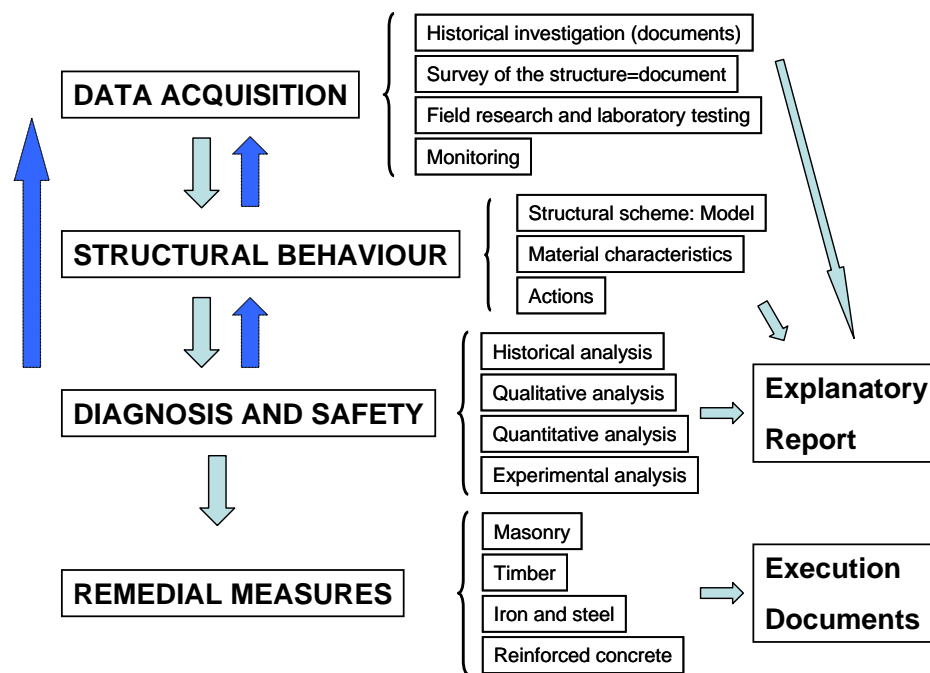 DATA ACQUISITION
Historical investigation (documents)
Survey of the structure=document
Field research and laboratory testing
Monitoring
STRUCTURAL BEHAVIOUR
Structural scheme: Model
Material characteristics
Actions
DIAGNOSIS AND SAFETY
Historical analysis
Qualitative analysis
Quantitative analysis
Experimental analysis
Explanatory
Report
REMEDIAL MEASURES
Masonry
Timber
Iron and steel
Reinforced concrete
Execution
Documents